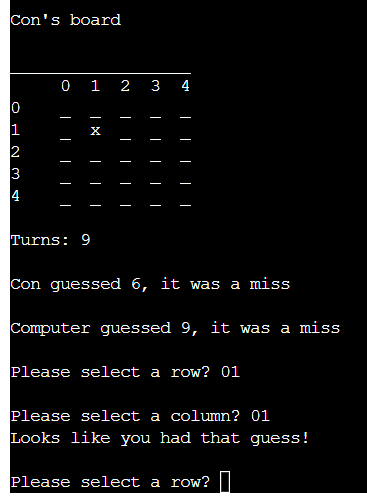 Con's board
___________________
0 1 2 3 4
0 _ _ _ _ _
1 _ x _ _ _
2 _ _ _ _ _
3 _ _ _ _ _
4 _ _ _ _ _
Turns: 9
Con guessed 6, it was a miss
Computer guessed 9, it was a miss
Please select a row? 01
Please select a column? 01
Looks like you had that guess!
Please select a row?